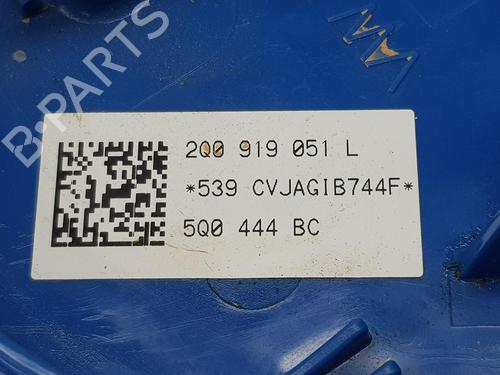 B-PARTS
2Q0 919 051 L
*539 CVJAGIB744F*
5Q0 444 BC